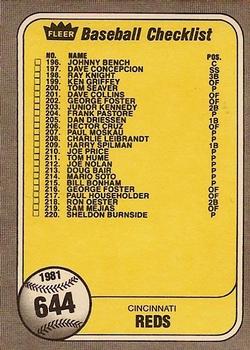 FLEER Baseball Checklist
NO. NAME POS.
196. JOHNNY BENCH C
197. DAVE CONCEPCION SS
198. RAY KNIGHT 3B
199. KEN GRIFFEY OF
200. TOM SEAVER P
201. DAVE COLLINS OF
202. GEORGE FOSTER OF
203. JUNIOR KENNEDY 2B
204. FRANK PASTORE P
205. DAN DRIESSEN 1B
206. HECTOR CRUZ OF
207. PAUL MOSKAU P
208. CHARLIE LEIBRANDT P
209. HARRY SPILMAN 1B
210. JOE PRICE P
211. TOM HUME P
212. JOE NOLAN C
213. DOUG BAIR P
214. MARIO SOTO P
215. BILL BONHAM P
216. GEORGE FOSTER OF
217. PAUL HOUSEHOLDER OF
218. RON OESTER 2B
219. SAM MEJIAS OF
220. SHELDON BURNSIDE P
1981
644
CINCINNATI
REDS